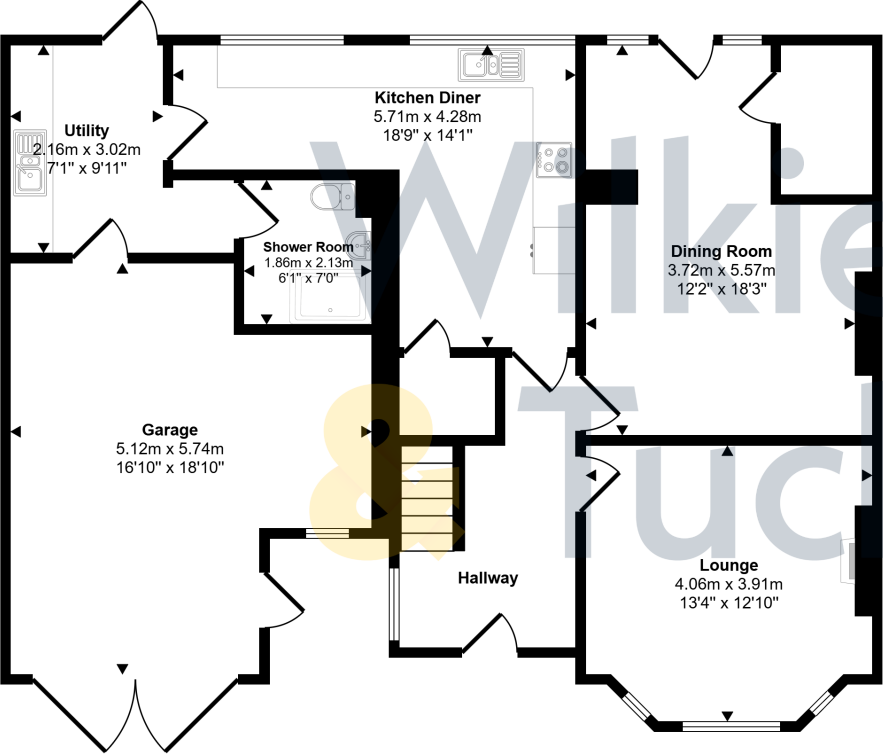 Kitchen Diner
5.71m x 4.28m
18'9" x 14'1"
Utility
2.16m x 3.02m
7'1" x 9'11"
Shower Room
1.86m x 2.13m
6'1" x 7'0"
Dining Room
3.72m x 5.57m
12'2" x 18'3"
Garage
5.12m x 5.74m
16'10" x 18'10"
Hallway
Lounge
4.06m x 3.91m
13'4" x 12'10"
Wilkie
& Tuc